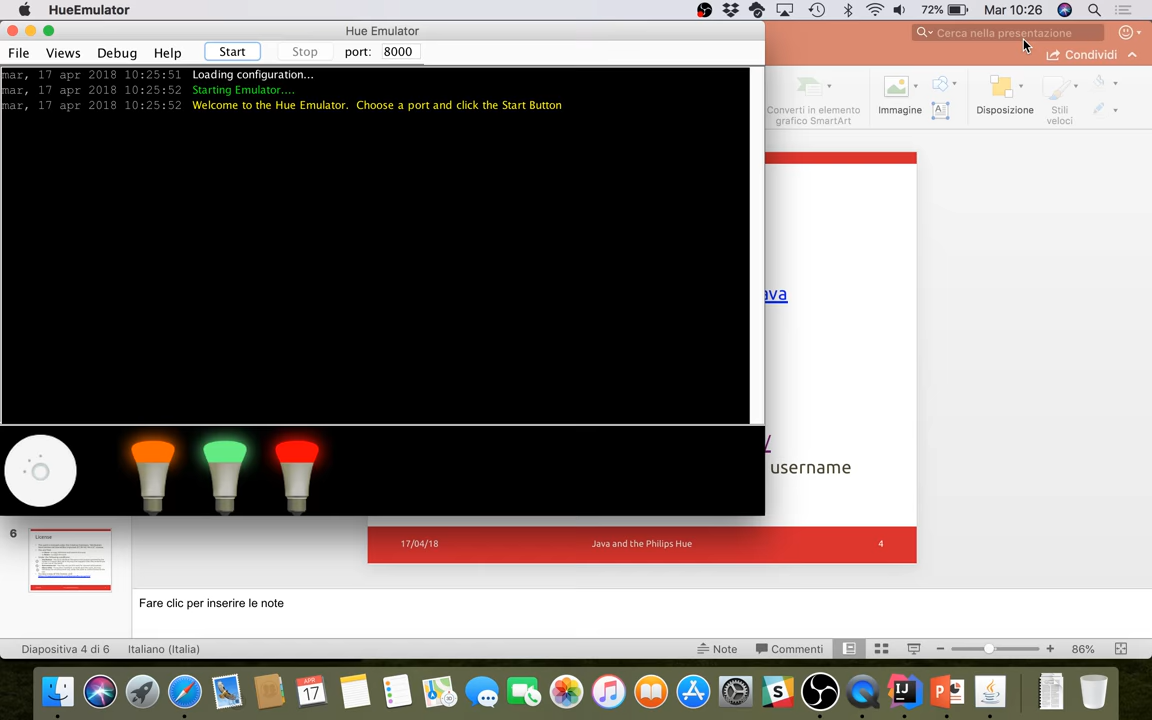 HueEmulator
72%
Mar 10:26
Hue Emulator
File Views Debug Help Start Stop port: 8000
Cerca nella presentazione
Condividi
mar, 17 apr 2018 10:25:51 Loading configuration...
mar, 17 apr 2018 10:25:52 Starting Emulator....
mar, 17 apr 2018 10:25:52 Welcome to the Hue Emulator. Choose a port and click the Start Button
Converti in elemento
grafico SmartArt
Immagine
Disposizione
Stili
veloci
ava
/
username
6
License
17/04/18 Java and the Philips Hue 4
Fare clic per inserire le note
Diapositiva 4 di 6 Italiano (Italia) Note Commenti 86%
APR
17